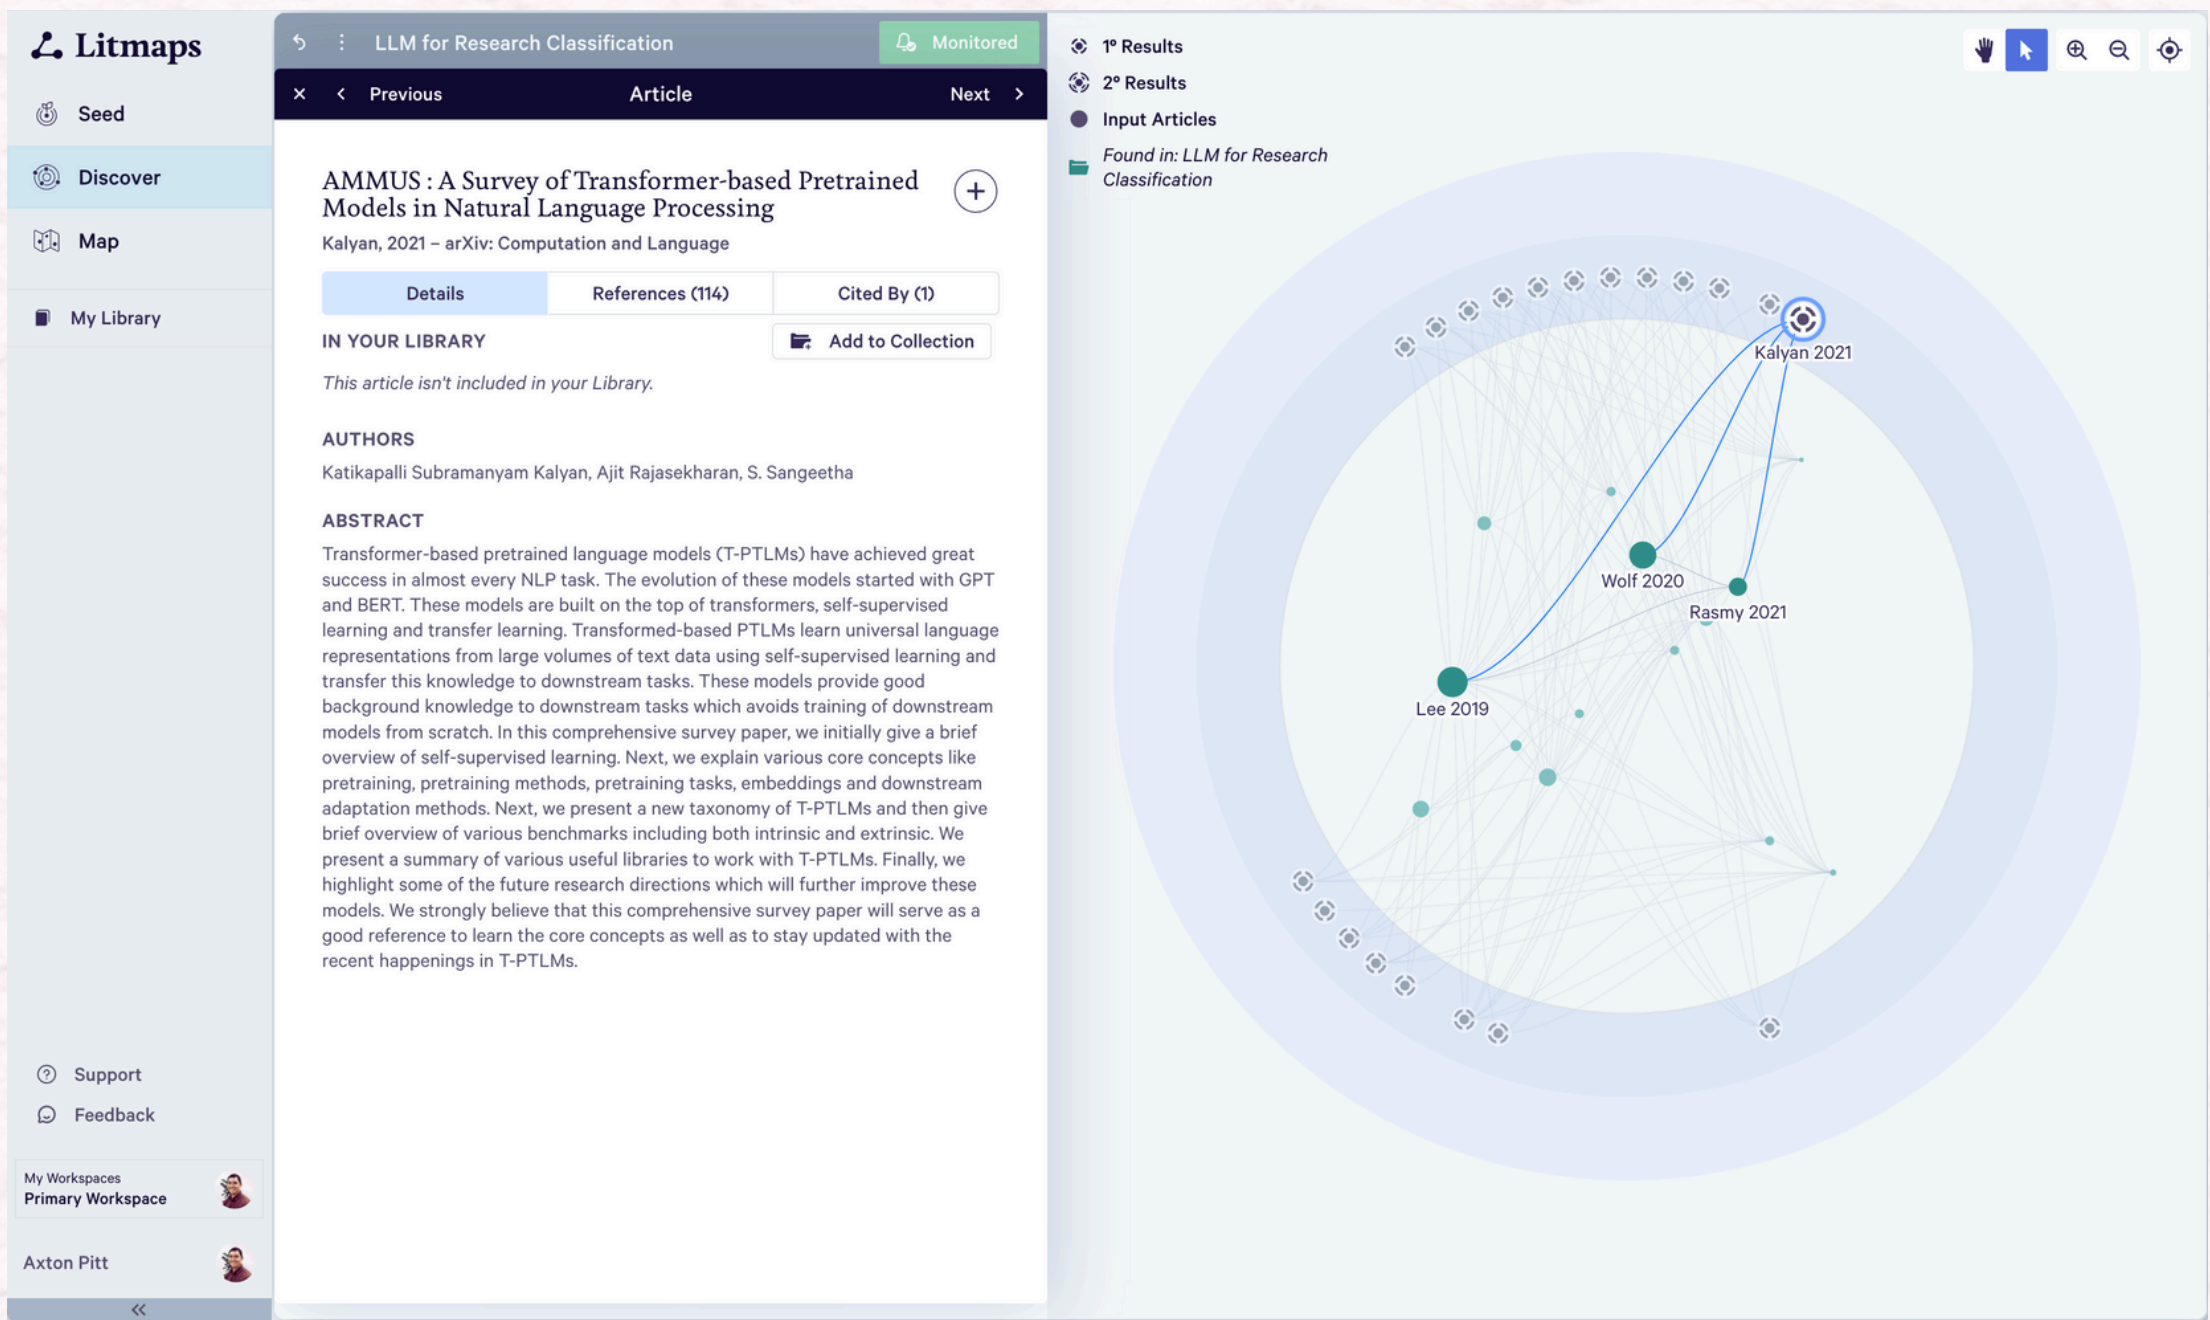 Litmaps
Seed
Discover
Map
My Library
Support
Feedback
My Workspaces
Primary Workspace
Axton Pitt
LLM for Research Classification
Monitored
Previous
Article
Next
AMMUS : A Survey of Transformer-based Pretrained
Models in Natural Language Processing
Kalyan, 2021 – arXiv: Computation and Language
Details
References (114)
Cited By (1)
IN YOUR LIBRARY
Add to Collection
This article isn't included in your Library.
AUTHORS
Katikapalli Subramanyam Kalyan, Ajit Rajasekharan, S. Sangeetha
ABSTRACT
Transformer-based pretrained language models (T-PTLMs) have achieved great
success in almost every NLP task. The evolution of these models started with GPT
and BERT. These models are built on the top of transformers, self-supervised
learning and transfer learning. Transformed-based PTLMs learn universal language
representations from large volumes of text data using self-supervised learning and
transfer this knowledge to downstream tasks. These models provide good
background knowledge to downstream tasks which avoids training of downstream
models from scratch. In this comprehensive survey paper, we initially give a brief
overview of self-supervised learning. Next, we explain various core concepts like
pretraining, pretraining methods, pretraining tasks, embeddings and downstream
adaptation methods. Next, we present a new taxonomy of T-PTLMs and then give
brief overview of various benchmarks including both intrinsic and extrinsic. We
present a summary of various useful libraries to work with T-PTLMs. Finally, we
highlight some of the future research directions which will further improve these
models. We strongly believe that this comprehensive survey paper will serve as a
good reference to learn the core concepts as well as to stay updated with the
recent happenings in T-PTLMs.
1° Results
2° Results
Input Articles
Found in: LLM for Research
Classification
Kalyan 2021
Wolf 2020
Rasmy 2021
Lee 2019